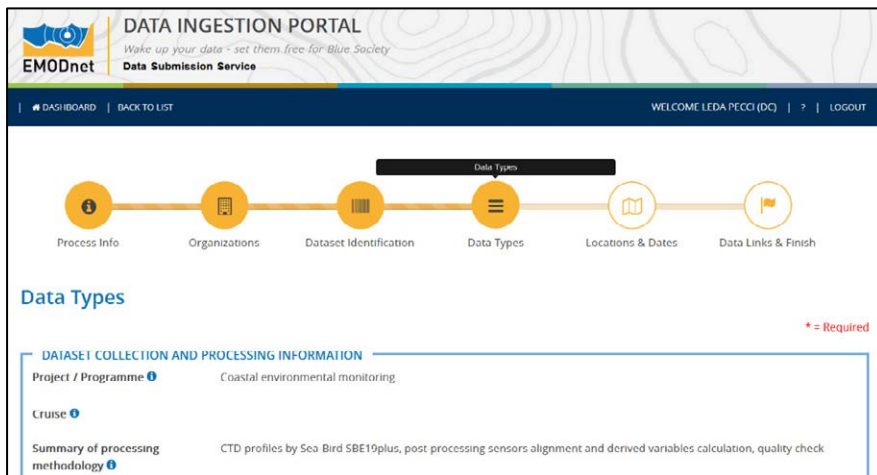 DATA INGESTION PORTAL
Wake up your data - set them free for Blue Society
EMODnet
Data Submission Service
| DASHBOARD | BACK TO LIST
WELCOME LEDA PECCI (DC) | ? | LOGOUT
Data Types
Process Info
Organizations
Dataset Identification
Data Types
Locations & Dates
Data Links & Finish
Data Types
* = Required
DATASET COLLECTION AND PROCESSING INFORMATION
Project / Programme
Coastal environmental monitoring
Cruise
Summary of processing
methodology
CTD profiles by Sea-Bird SBE19plus, post processing sensors alignment and derived variables calculation, quality check